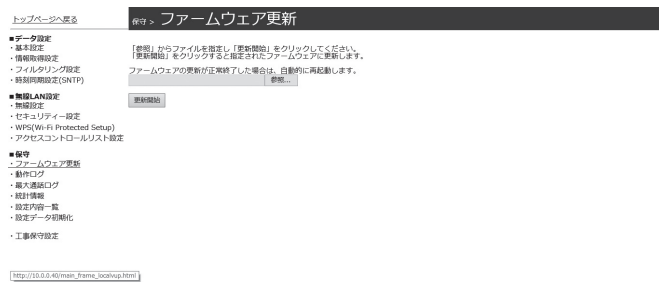 トップページへ戻る
保守 > ファームウェア更新
■データ設定
・基本設定
・情報取得設定
・フィルタリング設定
・時刻同期設定(SNTP)
■無線LAN設定
・無線設定
・セキュリティー設定
・WPS(Wi-Fi Protected Setup)
・アクセスコントロールリスト設定
■保守
・ファームウェア更新
・動作ログ
・最大通話ログ
・統計情報
・設定内容一覧
・設定データ初期化
・工事保守設定
「参照」からファイルを指定し「更新開始」をクリックしてください。
「更新開始」をクリックすると指定されたファームウェアに更新します。
ファームウェアの更新が正常終了した場合は、自動的に再起動します。
参照...
更新開始
http://10.0.0.40/main_frame_localvup.html